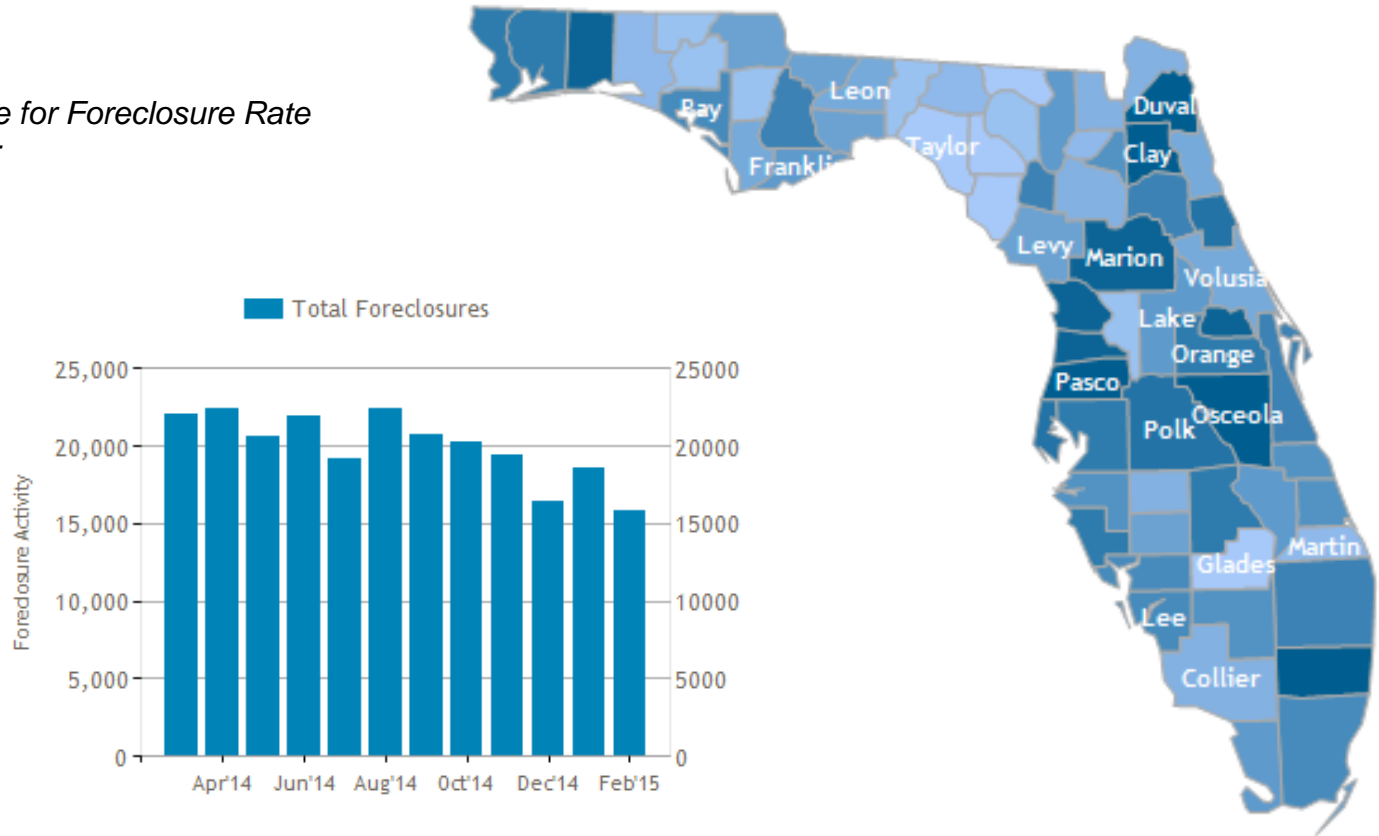 e for Foreclosure Rate
Total Foreclosures
Foreclosure Activity
25,000
20,000
15,000
10,000
5,000
0
25000
20000
15000
10000
5000
0
Apr'14 Jun'14 Aug'14 Oct'14 Dec'14 Feb'15
Leon
Bay
Duval
Taylor
Clay
Frankli
Levy
Marion
Volusia
Lake
Orange
Pasco
Osceola
Polk
Martin
Glades
Lee
Collier